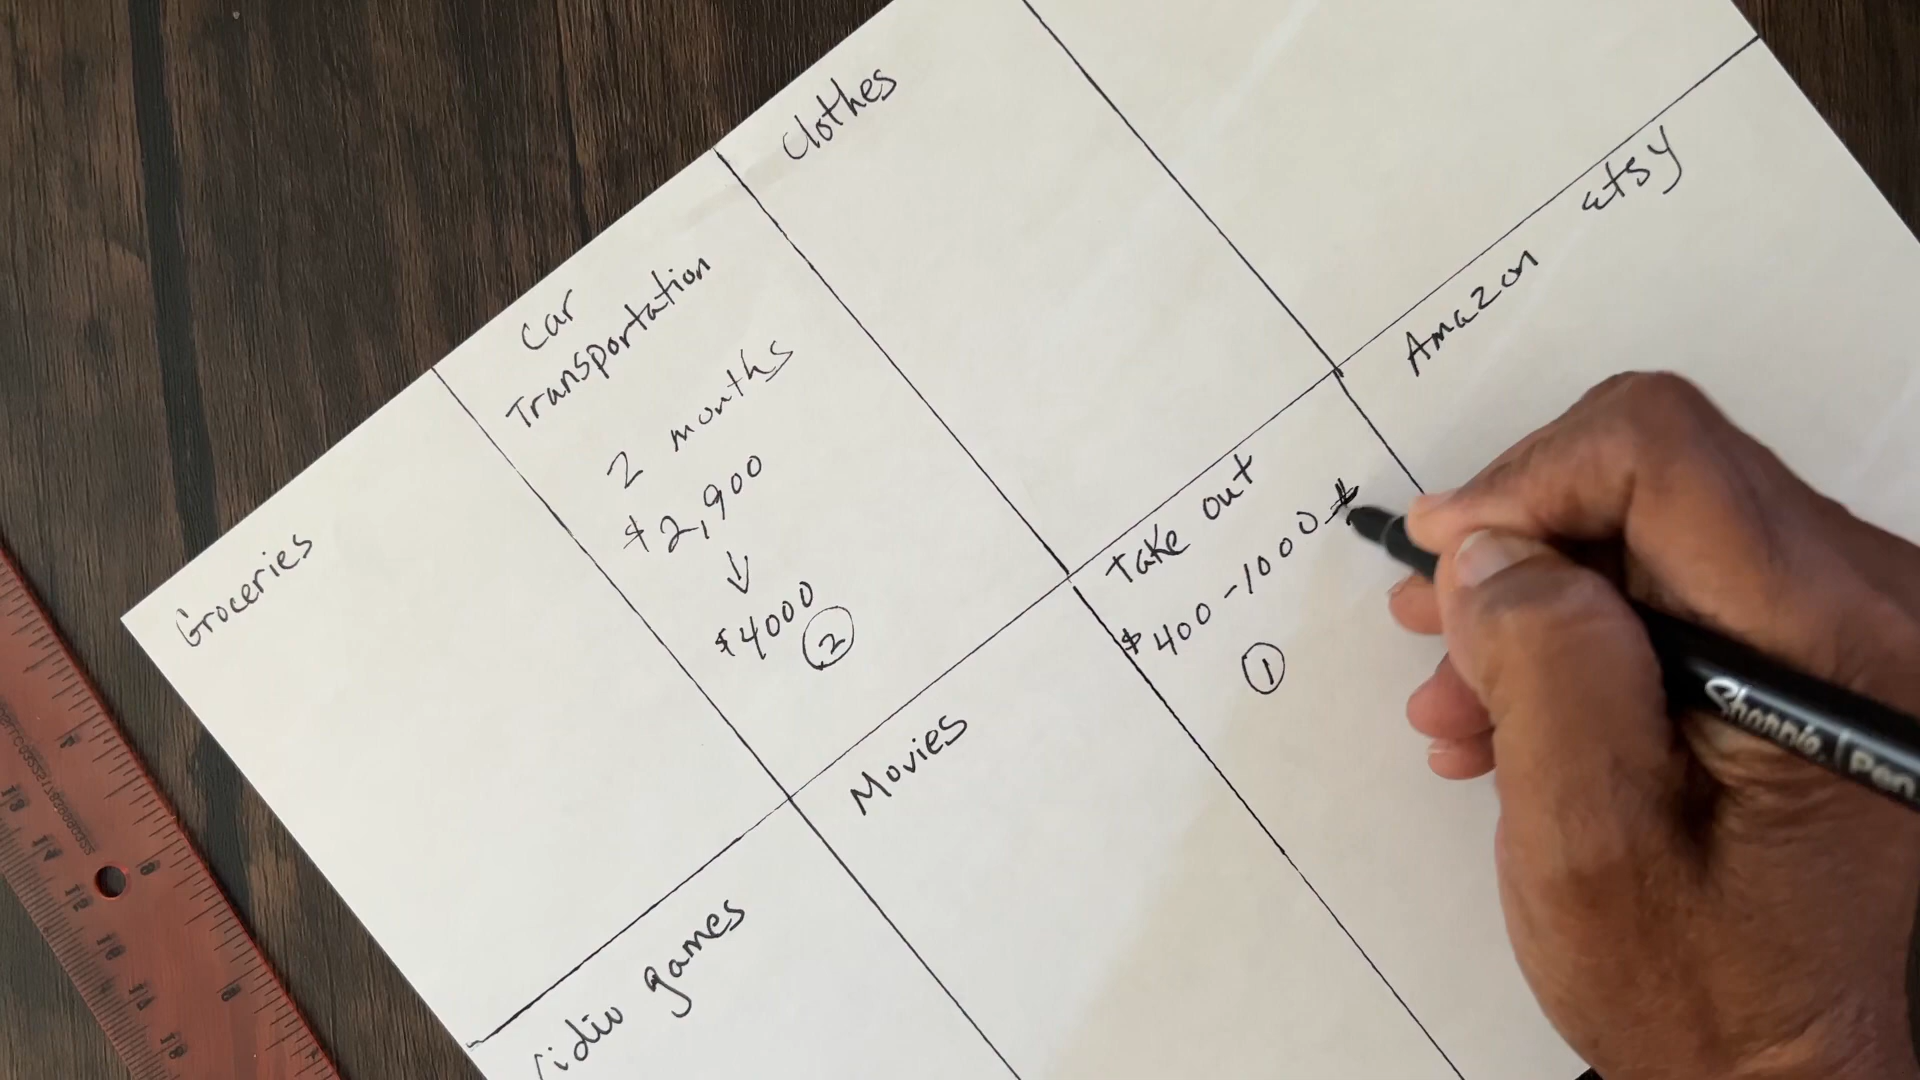 Groceries
Car
Transportation
2 months
$2,900
↓
$4000
2
Clothes
games
Movies
Take out
$400-1000
1
Amazon Etsy
Sharpie. Pen